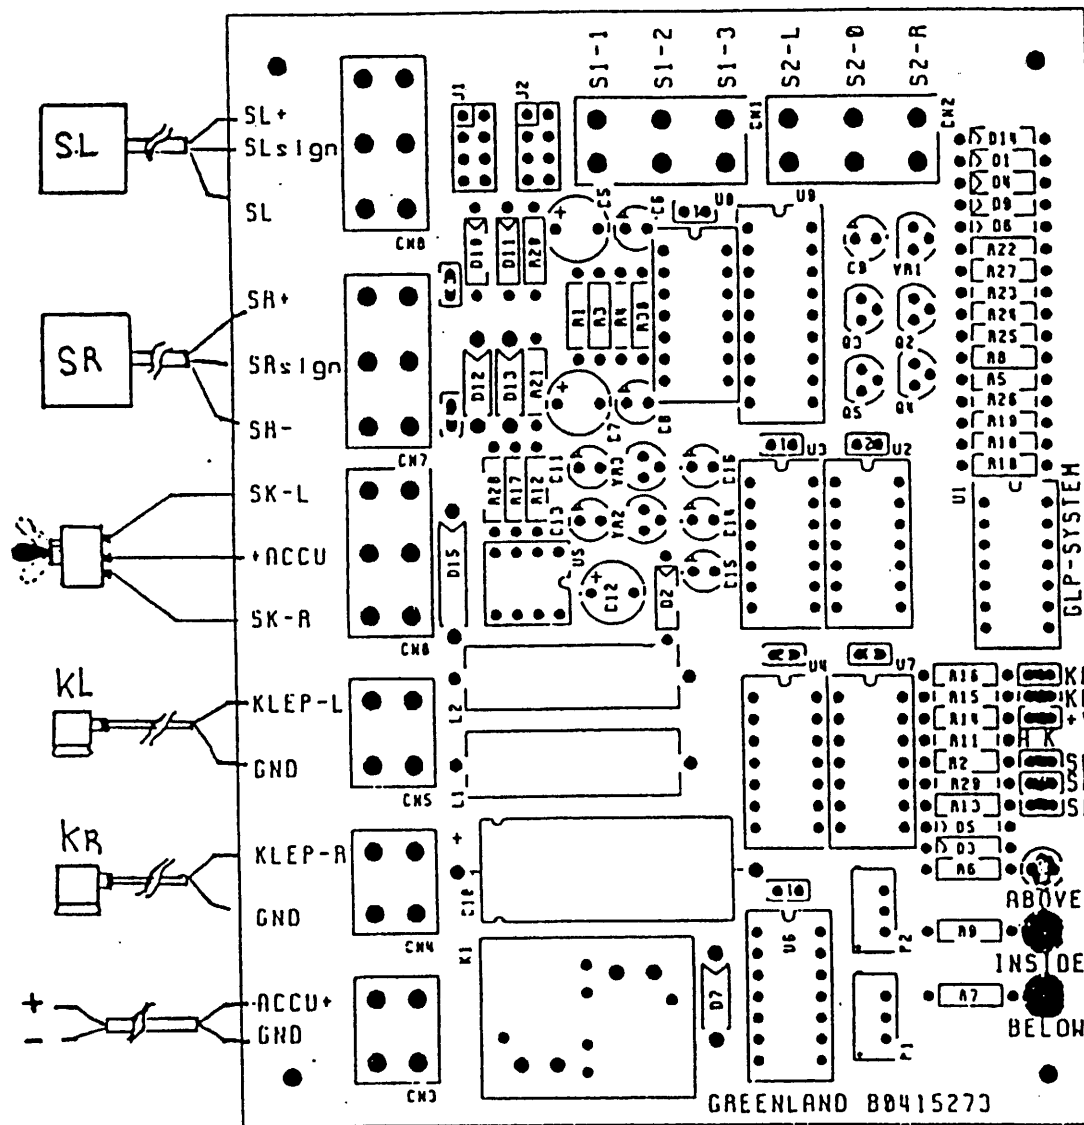 S1-1
S1-2
S1-3
S2-L
S2-0
S2-R
J1
J2
CN1
CN2
SL
SL+
SLsign
SL
CN8
C5
C6
U8
U9
D14
D1
D4
D9
D6
R22
R27
R23
R24
R25
R8
R5
R26
R19
R10
R18
D10
D11
R20
C9
VR1
Q3
Q2
Q5
Q4
SR
SR+
SRsign
SR-
CN7
R1
R3
R4
R30
D12
D13
R21
C7
C8
1
U3
2
U2
U1
GLP-SYSTEM
SK-L
+ACCU
SK-R
CN6
D15
R28
R17
R12
C11
VR3
C16
C13
VR2
C14
C15
U5
C12
D2
KL
KLEP-L
GND
CN5
L2
L1
U4
U7
R16
R15
R14
R11
R2
R29
R13
D5
D3
R6
A K
KR
KLEP-R
GND
CN4
+
C10
1
U6
P2
P1
ABOVE
R9
INSIDE
R7
BELOW
+
-
ACCU+
GND
CN3
K1
D7
GREENLAND 80415273